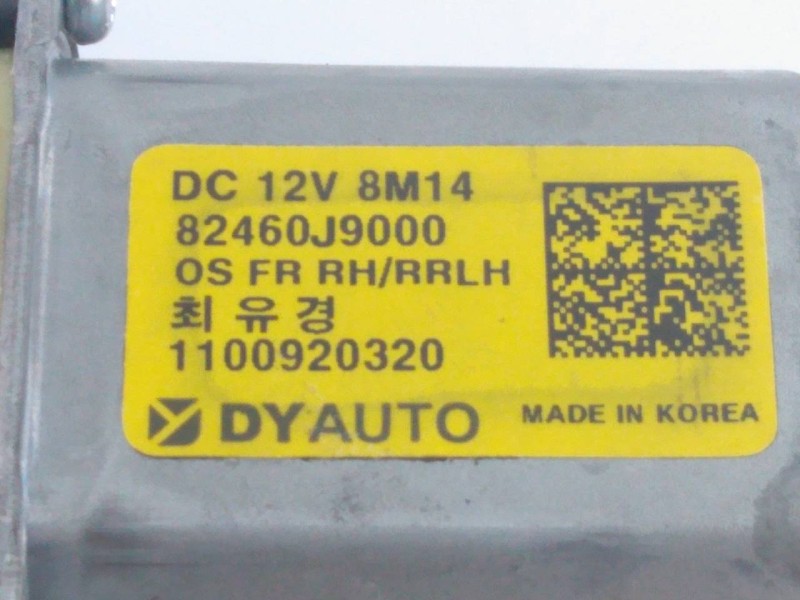 DC 12V 8M14
82460J9000
OS FR RH/RRLH
최유경
1100920320
DYAUTO
MADE IN KOREA